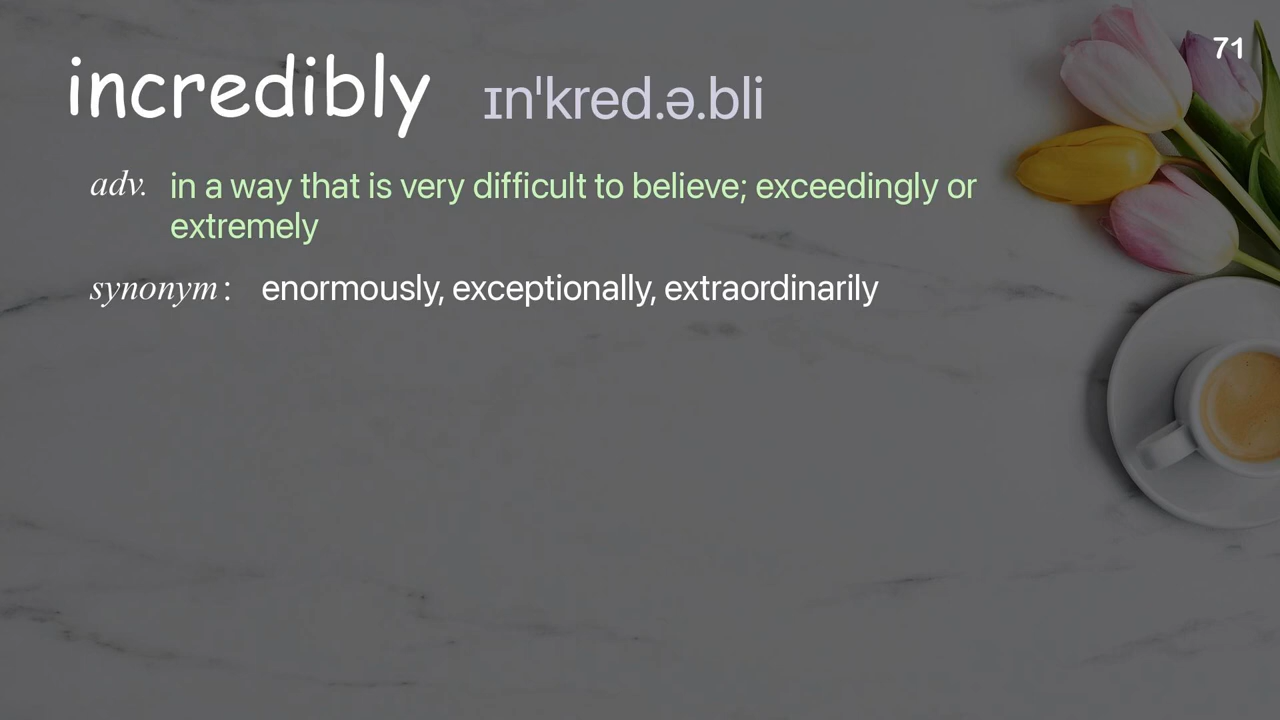 71
incredibly ɪnˈkred.ə.bli
adv. in a way that is very difficult to believe; exceedingly or
extremely
synonym: enormously, exceptionally, extraordinarily